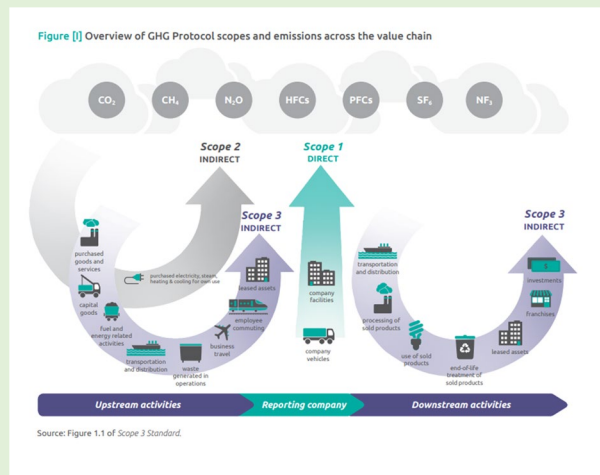 Figure [I] Overview of GHG Protocol scopes and emissions across the value chain
CO₂
CH₄
N₂O
HFCs
PFCs
SF₆
NF₃
Scope 2
INDIRECT
Scope 1
DIRECT
Scope 3
INDIRECT
Scope 3
INDIRECT
purchased
goods and
services
capital
goods
fuel and
energy related
activities
transportation
and distribution
waste
generated in
operations
business
travel
employee
commuting
leased assets
purchased electricity, steam,
heating & cooling for own use
company
facilities
company
vehicles
transportation
and distribution
processing of
sold products
use of sold
products
end-of-life
treatment of
sold products
leased assets
franchises
investments
Upstream activities
Reporting company
Downstream activities
Source: Figure 1.1 of Scope 3 Standard.